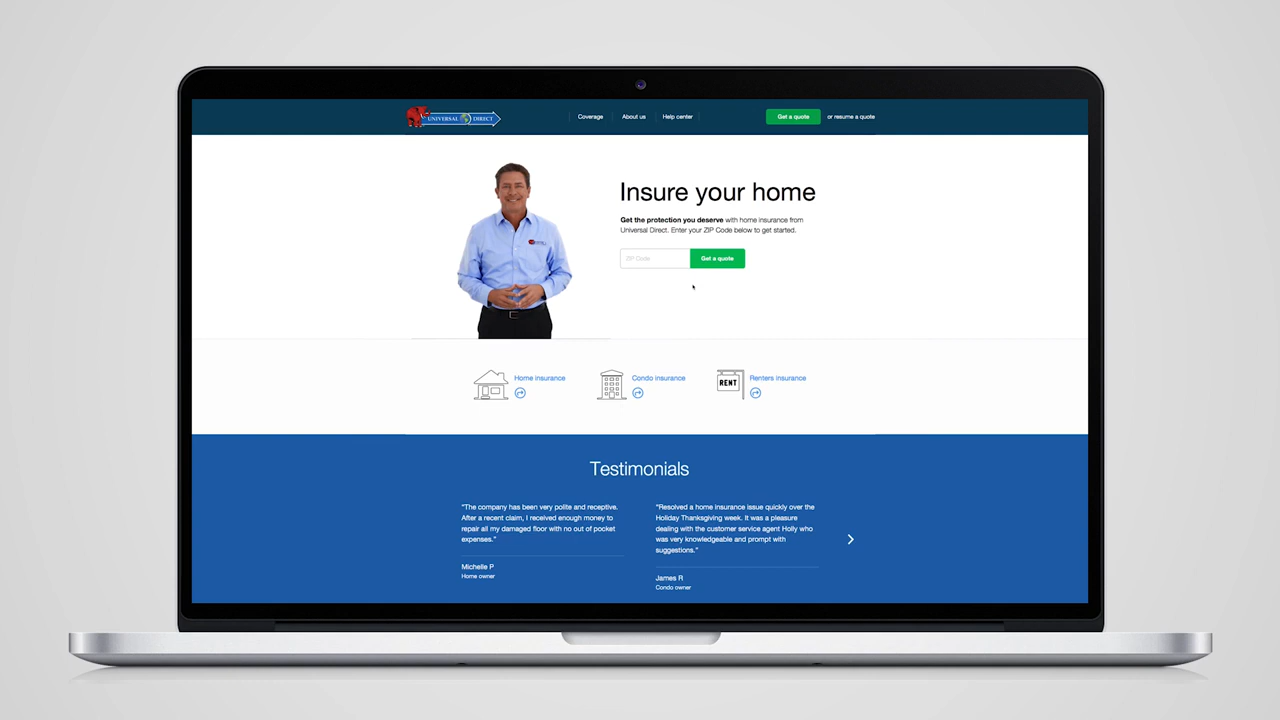 UNIVERSAL DIRECT
Coverage
About us
Help center
Get a quote
or resume a quote
Insure your home
Get the protection you deserve with home insurance from
Universal Direct. Enter your ZIP Code below to get started.
ZIP Code
Get a quote
Home insurance
Condo insurance
RENT
Renters insurance
Testimonials
"The company has been very polite and receptive.
After a recent claim, I received enough money to
repair all my damaged floor with no out of pocket
expenses."
Michelle P
Home owner
"Resolved a home insurance issue quickly over the
Holiday Thanksgiving week. It was a pleasure
dealing with the customer service agent Holly who
was very knowledgeable and prompt with
suggestions."
James R
Condo owner